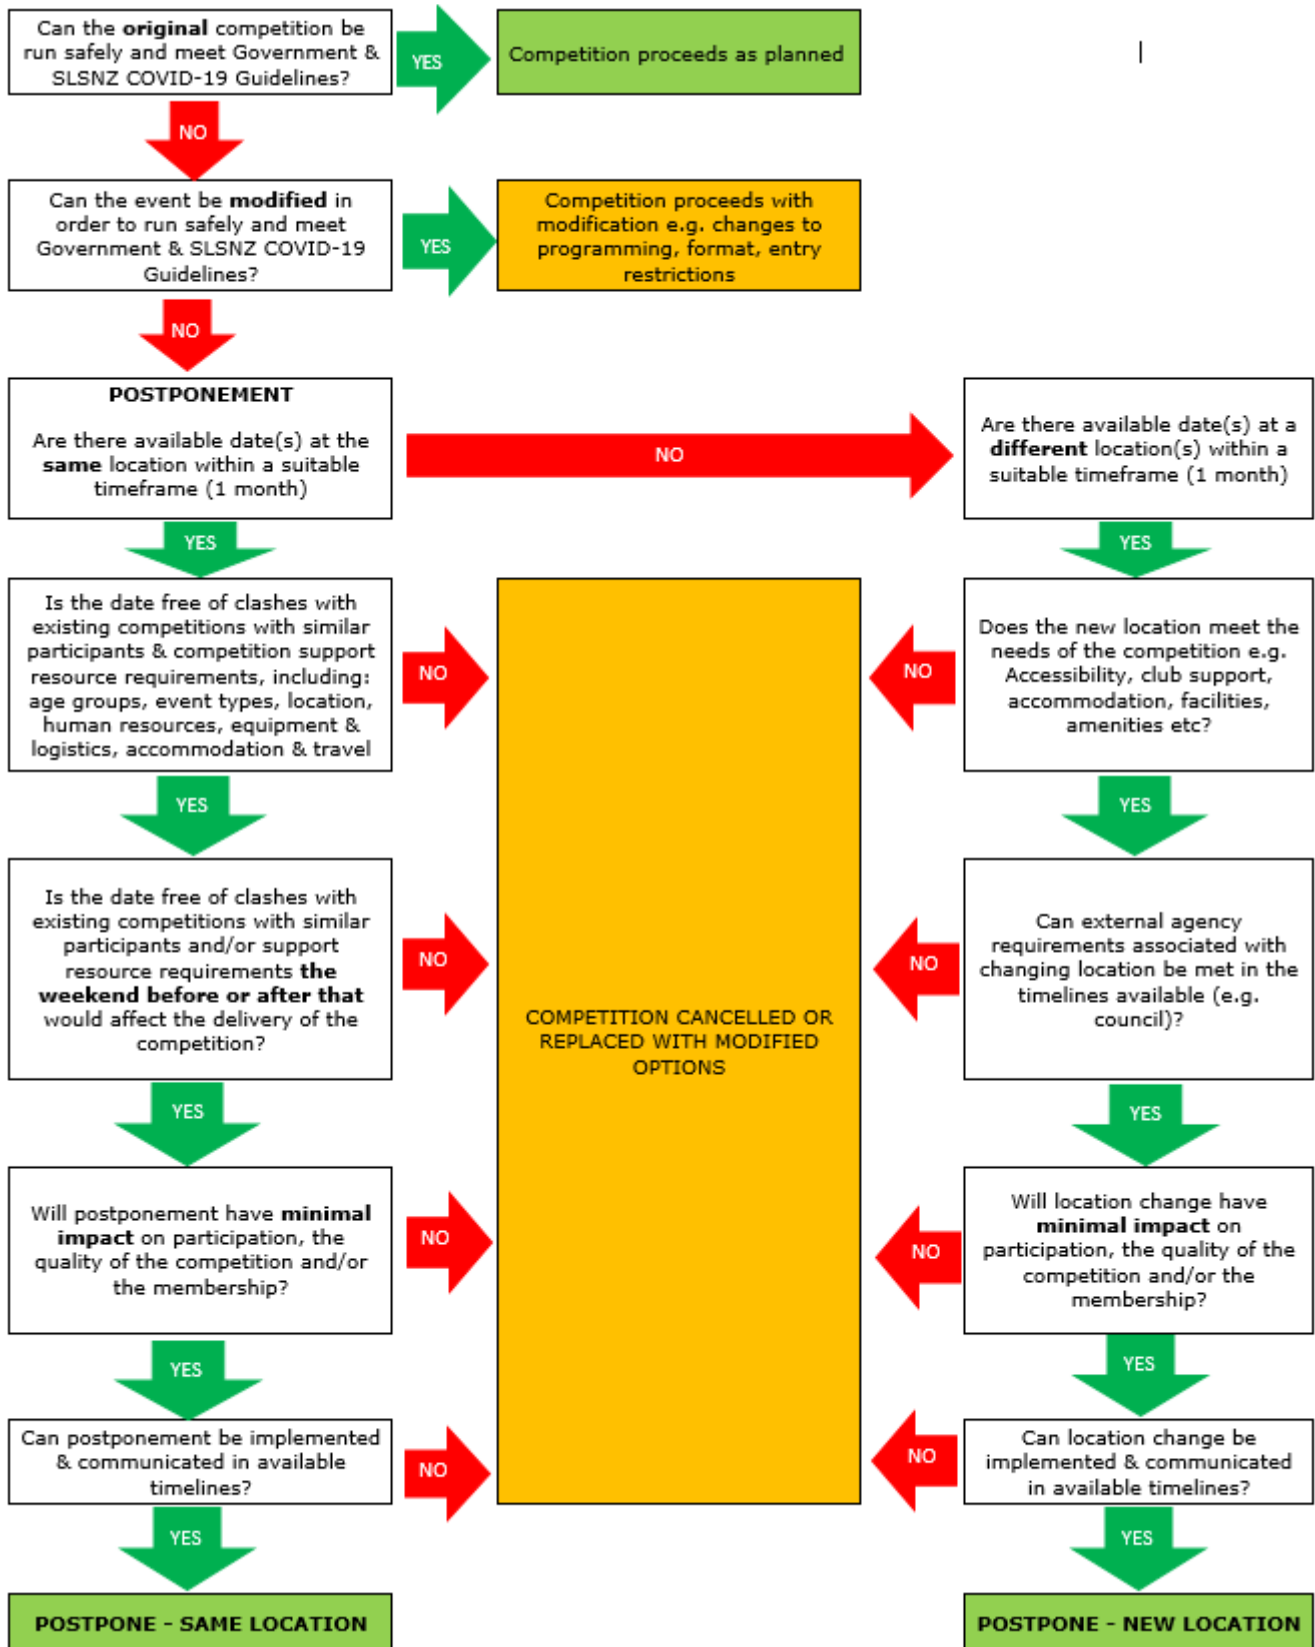 Can the original competition be
run safely and meet Government &
SLSNZ COVID-19 Guidelines?
YES
Competition proceeds as planned
NO
Can the event be modified in
order to run safely and meet
Government & SLSNZ COVID-19
Guidelines?
YES
Competition proceeds with
modification e.g. changes to
programming, format, entry
restrictions
NO
POSTPONEMENT
Are there available date(s) at the
same location within a suitable
timeframe (1 month)
NO
Are there available date(s) at a
different location(s) within a
suitable timeframe (1 month)
YES
YES
Is the date free of clashes with
existing competitions with similar
participants & competition support
resource requirements, including:
age groups, event types, location,
human resources, equipment &
logistics, accommodation & travel
NO
COMPETITION CANCELLED OR
REPLACED WITH MODIFIED
OPTIONS
NO
Does the new location meet the
needs of the competition e.g.
Accessibility, club support,
accommodation, facilities,
amenities etc?
YES
YES
Is the date free of clashes with
existing competitions with similar
participants and/or support
resource requirements the
weekend before or after that
would affect the delivery of the
competition?
NO
NO
Can external agency
requirements associated with
changing location be met in the
timelines available (e.g.
council)?
YES
YES
Will postponement have minimal
impact on participation, the
quality of the competition and/or
the membership?
NO
NO
Will location change have
minimal impact on
participation, the quality of the
competition and/or the
membership?
YES
YES
Can postponement be implemented
& communicated in available
timelines?
NO
NO
Can location change be
implemented & communicated
in available timelines?
YES
YES
POSTPONE - SAME LOCATION
POSTPONE - NEW LOCATION